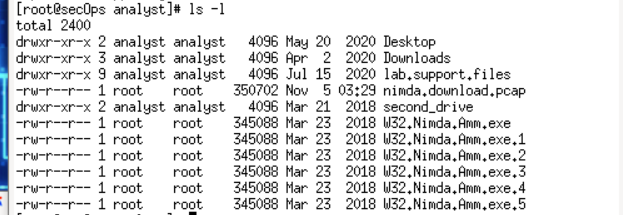 [root@secOps analyst]# ls -l
total 2400
drwxr-xr-x 2 analyst analyst 4096 May 20 2020 Desktop
drwxr-xr-x 3 analyst analyst 4096 Apr 2 2020 Downloads
drwxr-xr-x 9 analyst analyst 4096 Jul 15 2020 lab.support.files
-rw-r--r-- 1 root root 350702 Nov 5 03:29 nimda.download.pcap
drwxr-xr-x 2 analyst analyst 4096 Mar 21 2018 second_drive
-rw-r--r-- 1 root root 345088 Mar 23 2018 W32.Nimda.Amm.exe
-rw-r--r-- 1 root root 345088 Mar 23 2018 W32.Nimda.Amm.exe.1
-rw-r--r-- 1 root root 345088 Mar 23 2018 W32.Nimda.Amm.exe.2
-rw-r--r-- 1 root root 345088 Mar 23 2018 W32.Nimda.Amm.exe.3
-rw-r--r-- 1 root root 345088 Mar 23 2018 W32.Nimda.Amm.exe.4
-rw-r--r-- 1 root root 345088 Mar 23 2018 W32.Nimda.Amm.exe.5